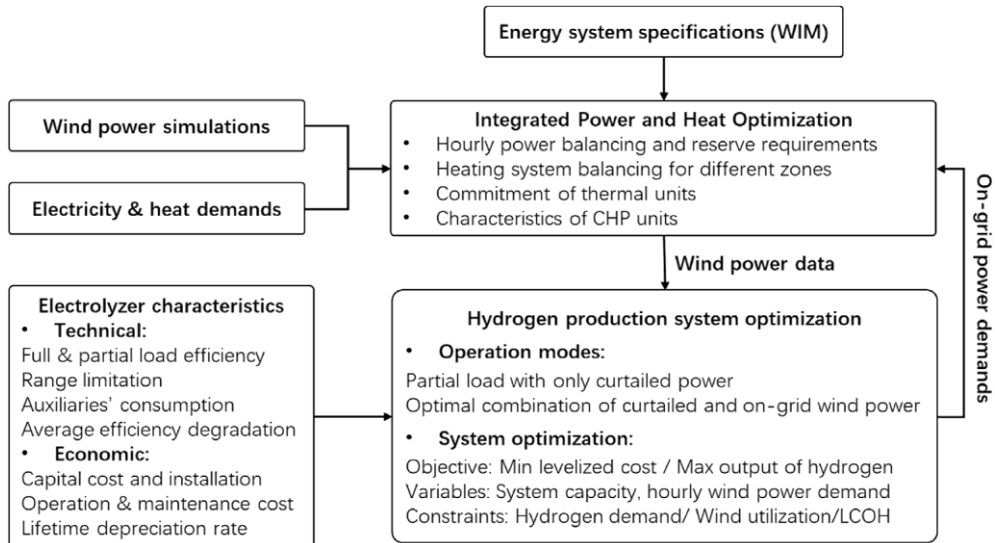 Energy system specifications (WIM)
Wind power simulations
Electricity & heat demands
Integrated Power and Heat Optimization
• Hourly power balancing and reserve requirements
• Heating system balancing for different zones
• Commitment of thermal units
• Characteristics of CHP units
On-grid power demands
Wind power data
Electrolyzer characteristics
• Technical:
Full & partial load efficiency
Range limitation
Auxiliaries' consumption
Average efficiency degradation
• Economic:
Capital cost and installation
Operation & maintenance cost
Lifetime depreciation rate
Hydrogen production system optimization
• Operation modes:
Partial load with only curtailed power
Optimal combination of curtailed and on-grid wind power
• System optimization:
Objective: Min levelized cost / Max output of hydrogen
Variables: System capacity, hourly wind power demand
Constraints: Hydrogen demand/ Wind utilization/LCOH